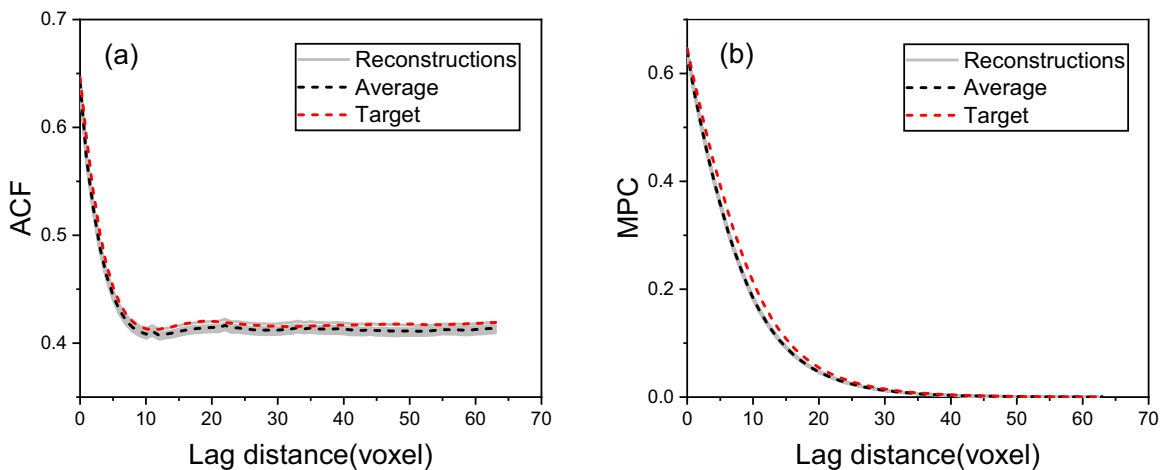 0.7
0.6
0.5
0.4
ACF
(a)
Reconstructions
Average
Target
0 10 20 30 40 50 60 70
Lag distance(voxel)
0.6
0.4
0.2
0.0
MPC
(b)
Reconstructions
Average
Target
0 10 20 30 40 50 60 70
Lag distance(voxel)